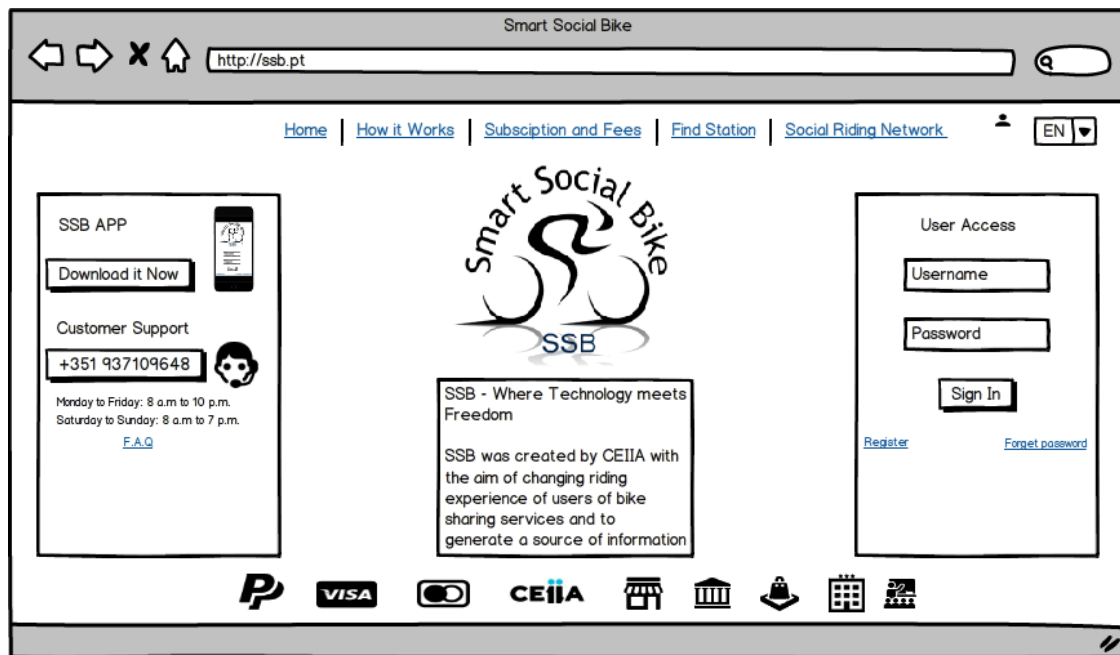 Smart Social Bike
http://ssb.pt
Home How it Works Subsciption and Fees Find Station Social Riding Network EN
SSB APP
Download it Now
Customer Support
+351 937109648
Monday to Friday: 8 a.m to 10 p.m.
Saturday to Sunday: 8 a.m to 7 p.m.
F.A.Q
Smart Social Bike
SSB
SSB - Where Technology meets
Freedom
SSB was created by CEIIA with
the aim of changing riding
experience of users of bike
sharing services and to
generate a source of information
User Access
Username
Password
Sign In
Register Forget password
VISA CEiiA